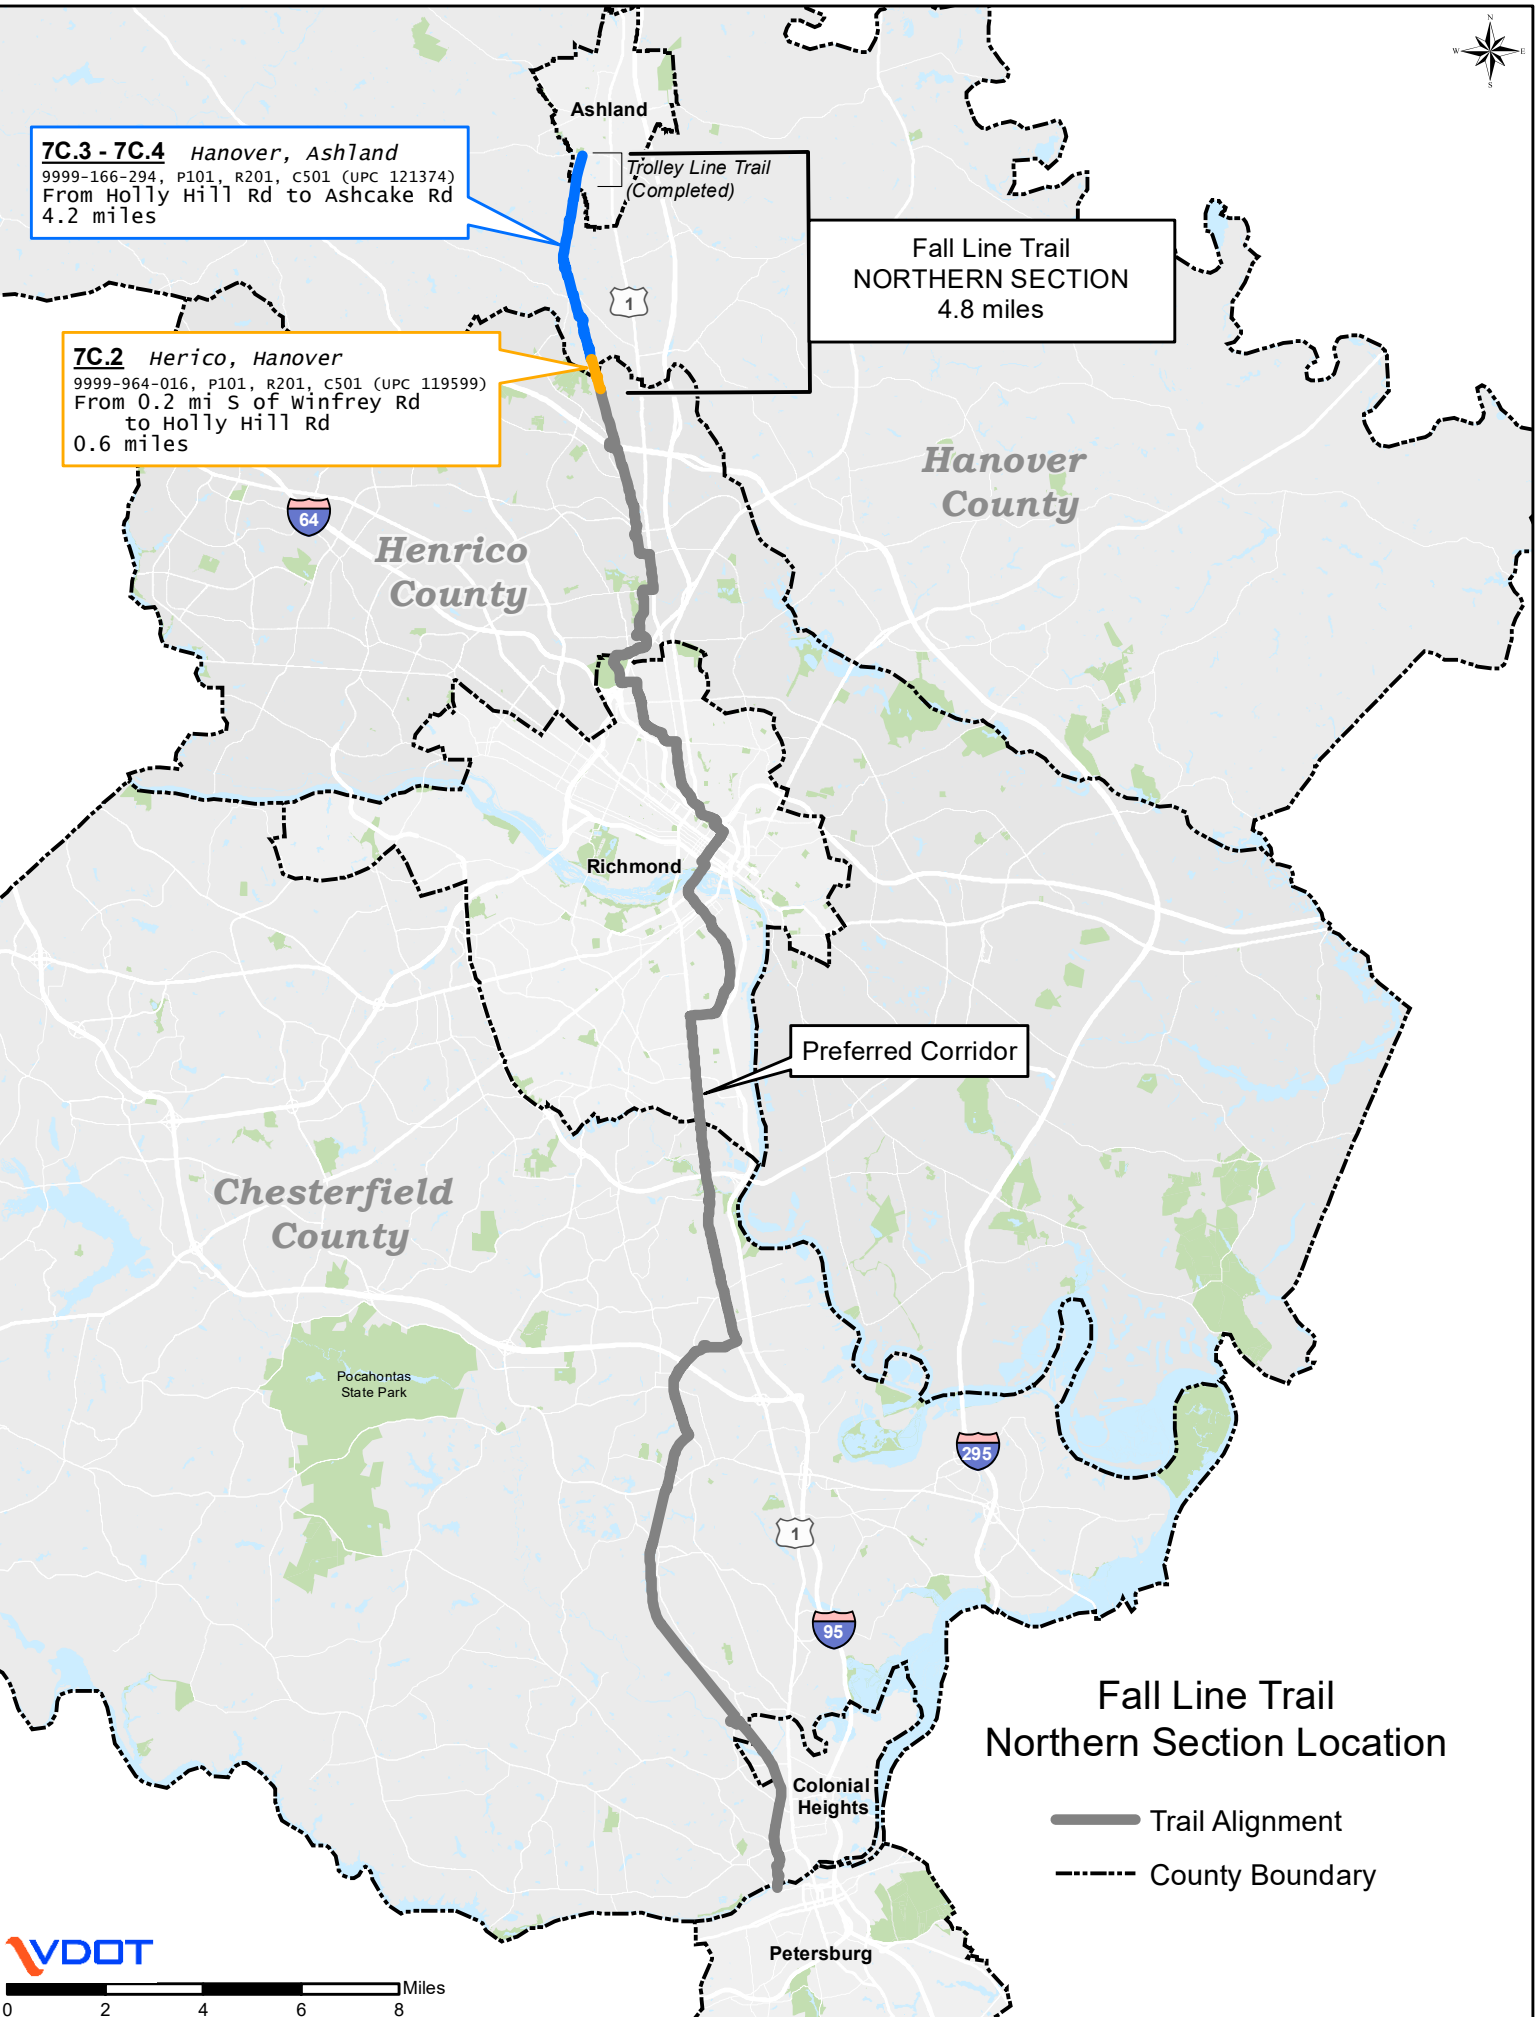 N
W E
S
Ashland
7C.3 - 7C.4 Hanover, Ashland
9999-166-294, P101, R201, C501 (UPC 121374)
From Holly Hill Rd to Ashcake Rd
4.2 miles
Trolley Line Trail
(Completed)
Fall Line Trail
NORTHERN SECTION
4.8 miles
1
7C.2 Herico, Hanover
9999-964-016, P101, R201, C501 (UPC 119599)
From 0.2 mi S of Winfrey Rd
to Holly Hill Rd
0.6 miles
Hanover
County
64
Henrico
County
Richmond
Preferred Corridor
Chesterfield
County
Pocahontas
State Park
295
1
95
Fall Line Trail
Northern Section Location
Colonial
Heights
Trail Alignment
County Boundary
Petersburg
VDOT
Miles
0 2 4 6 8